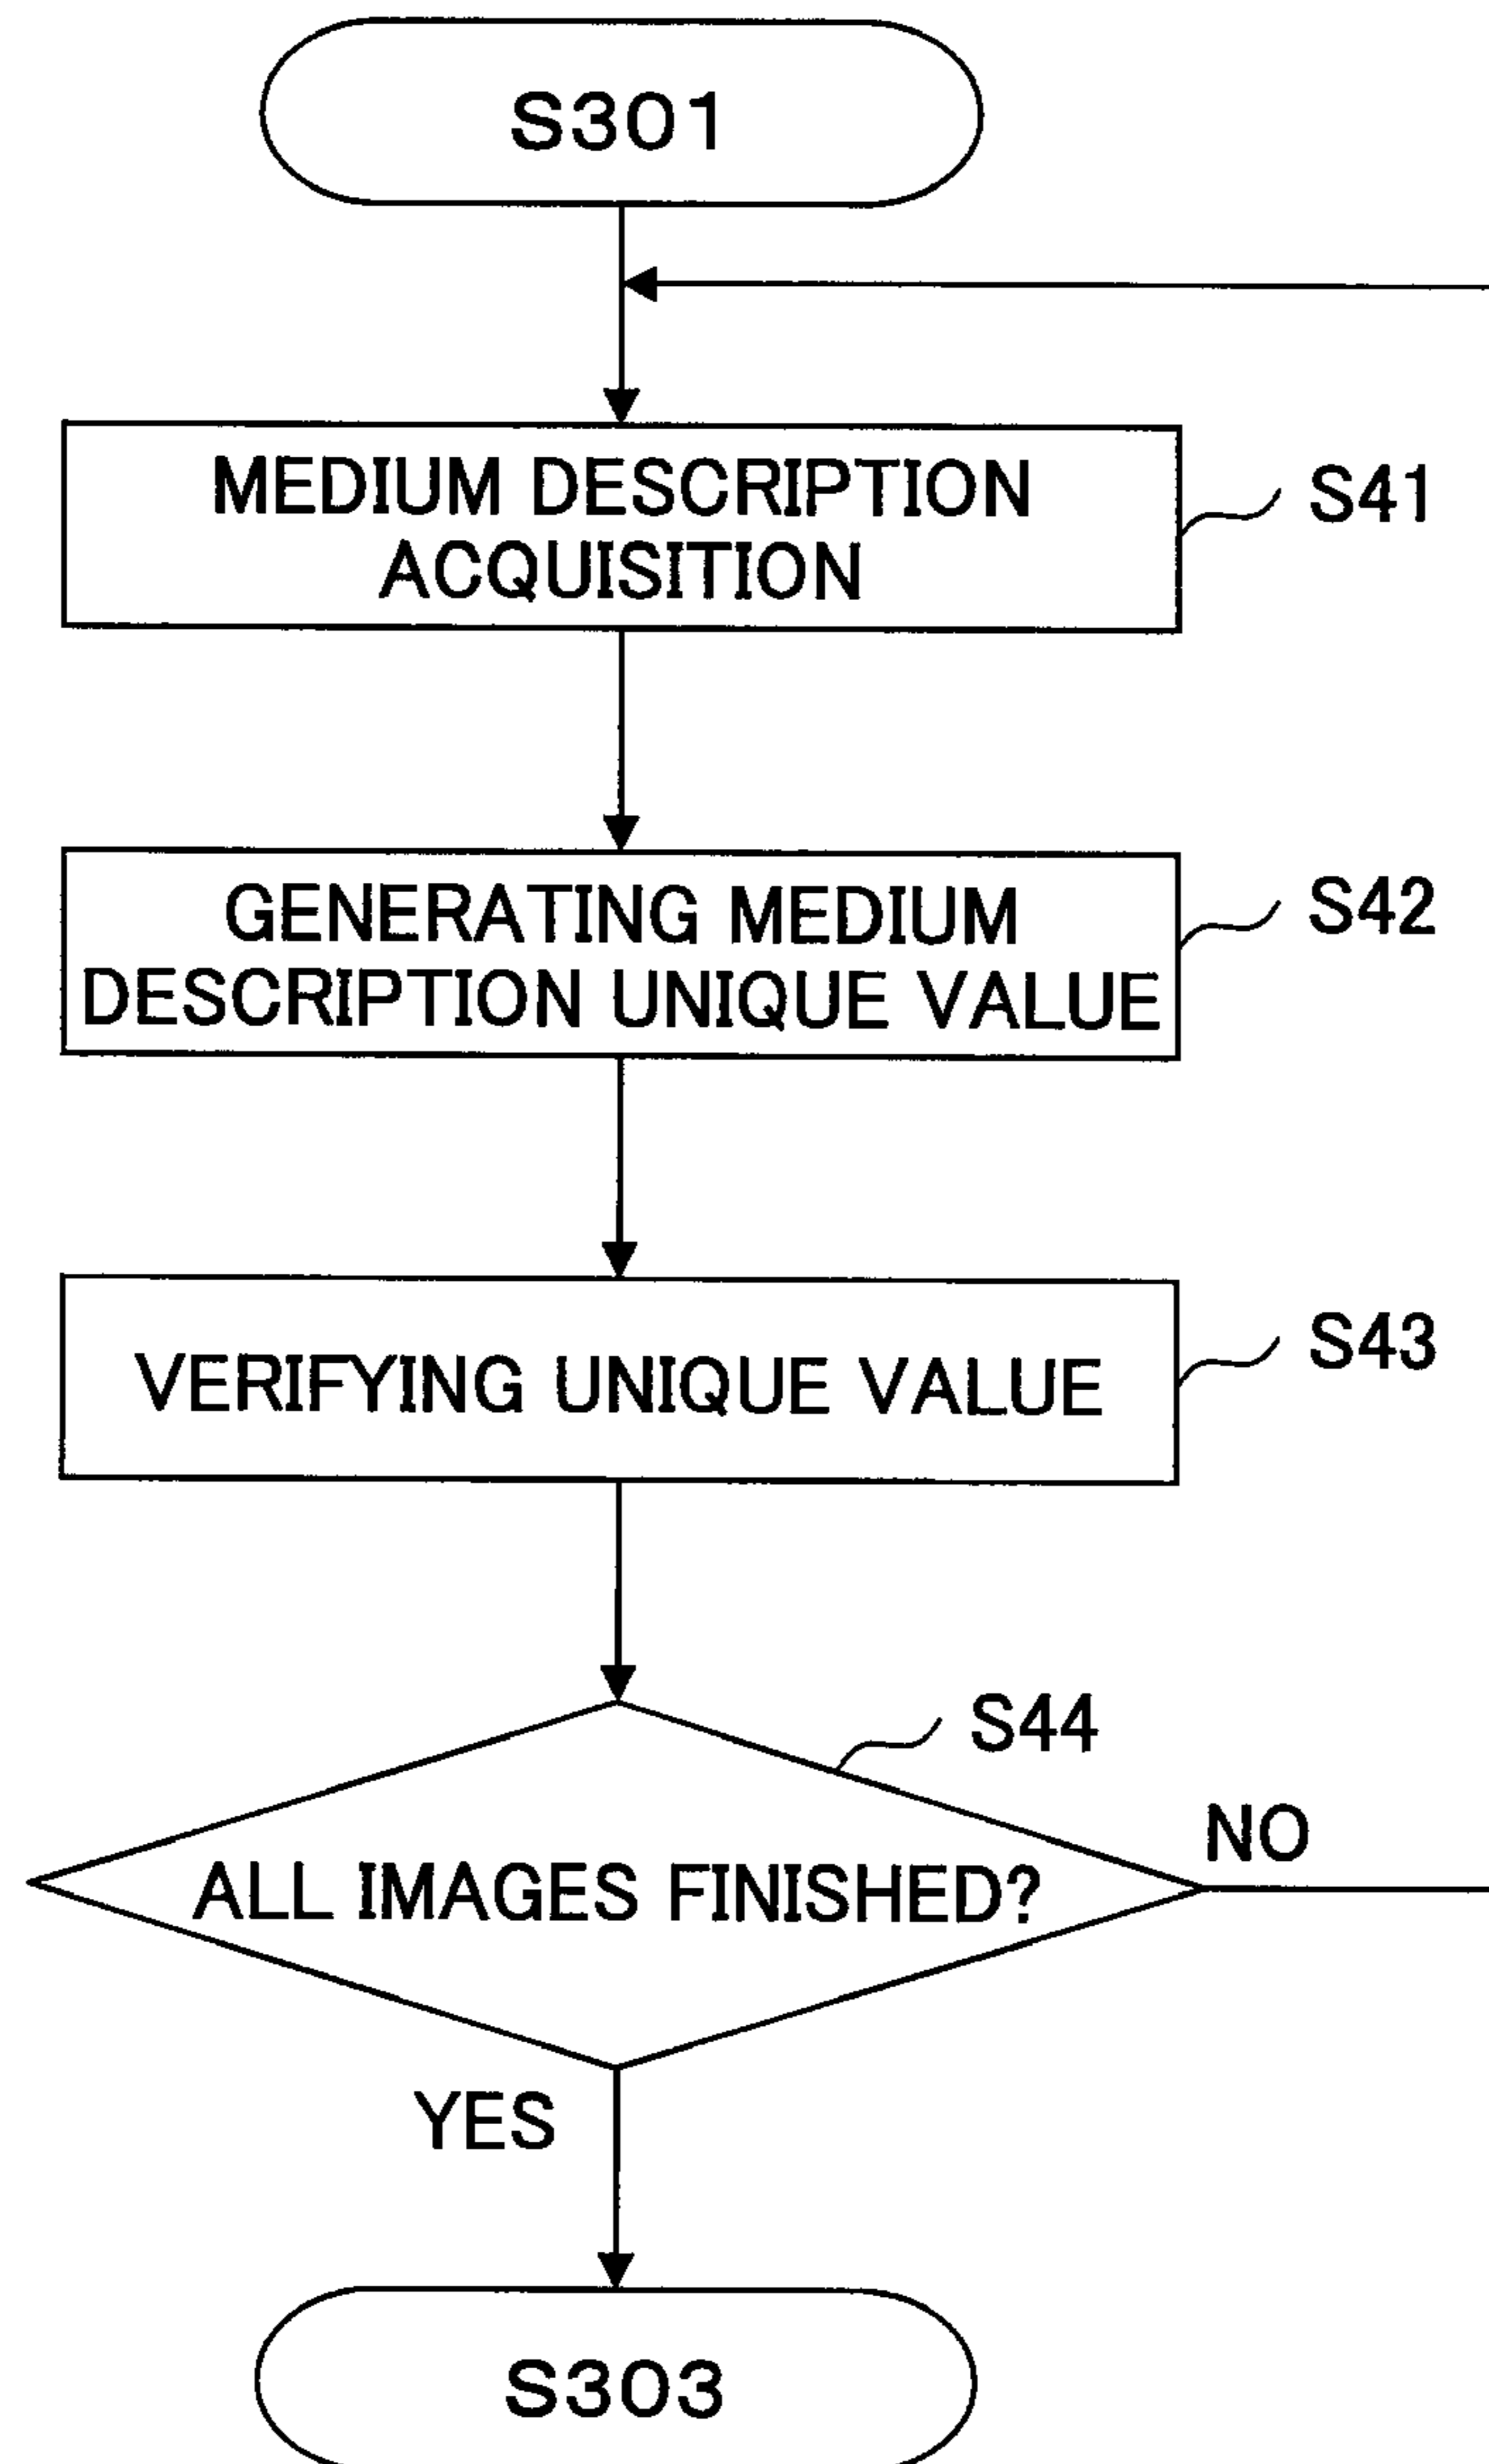 S301
MEDIUM DESCRIPTION
ACQUISITION
S41
GENERATING MEDIUM
DESCRIPTION UNIQUE VALUE
S42
VERIFYING UNIQUE VALUE
S43
S44
ALL IMAGES FINISHED?
NO
YES
S303